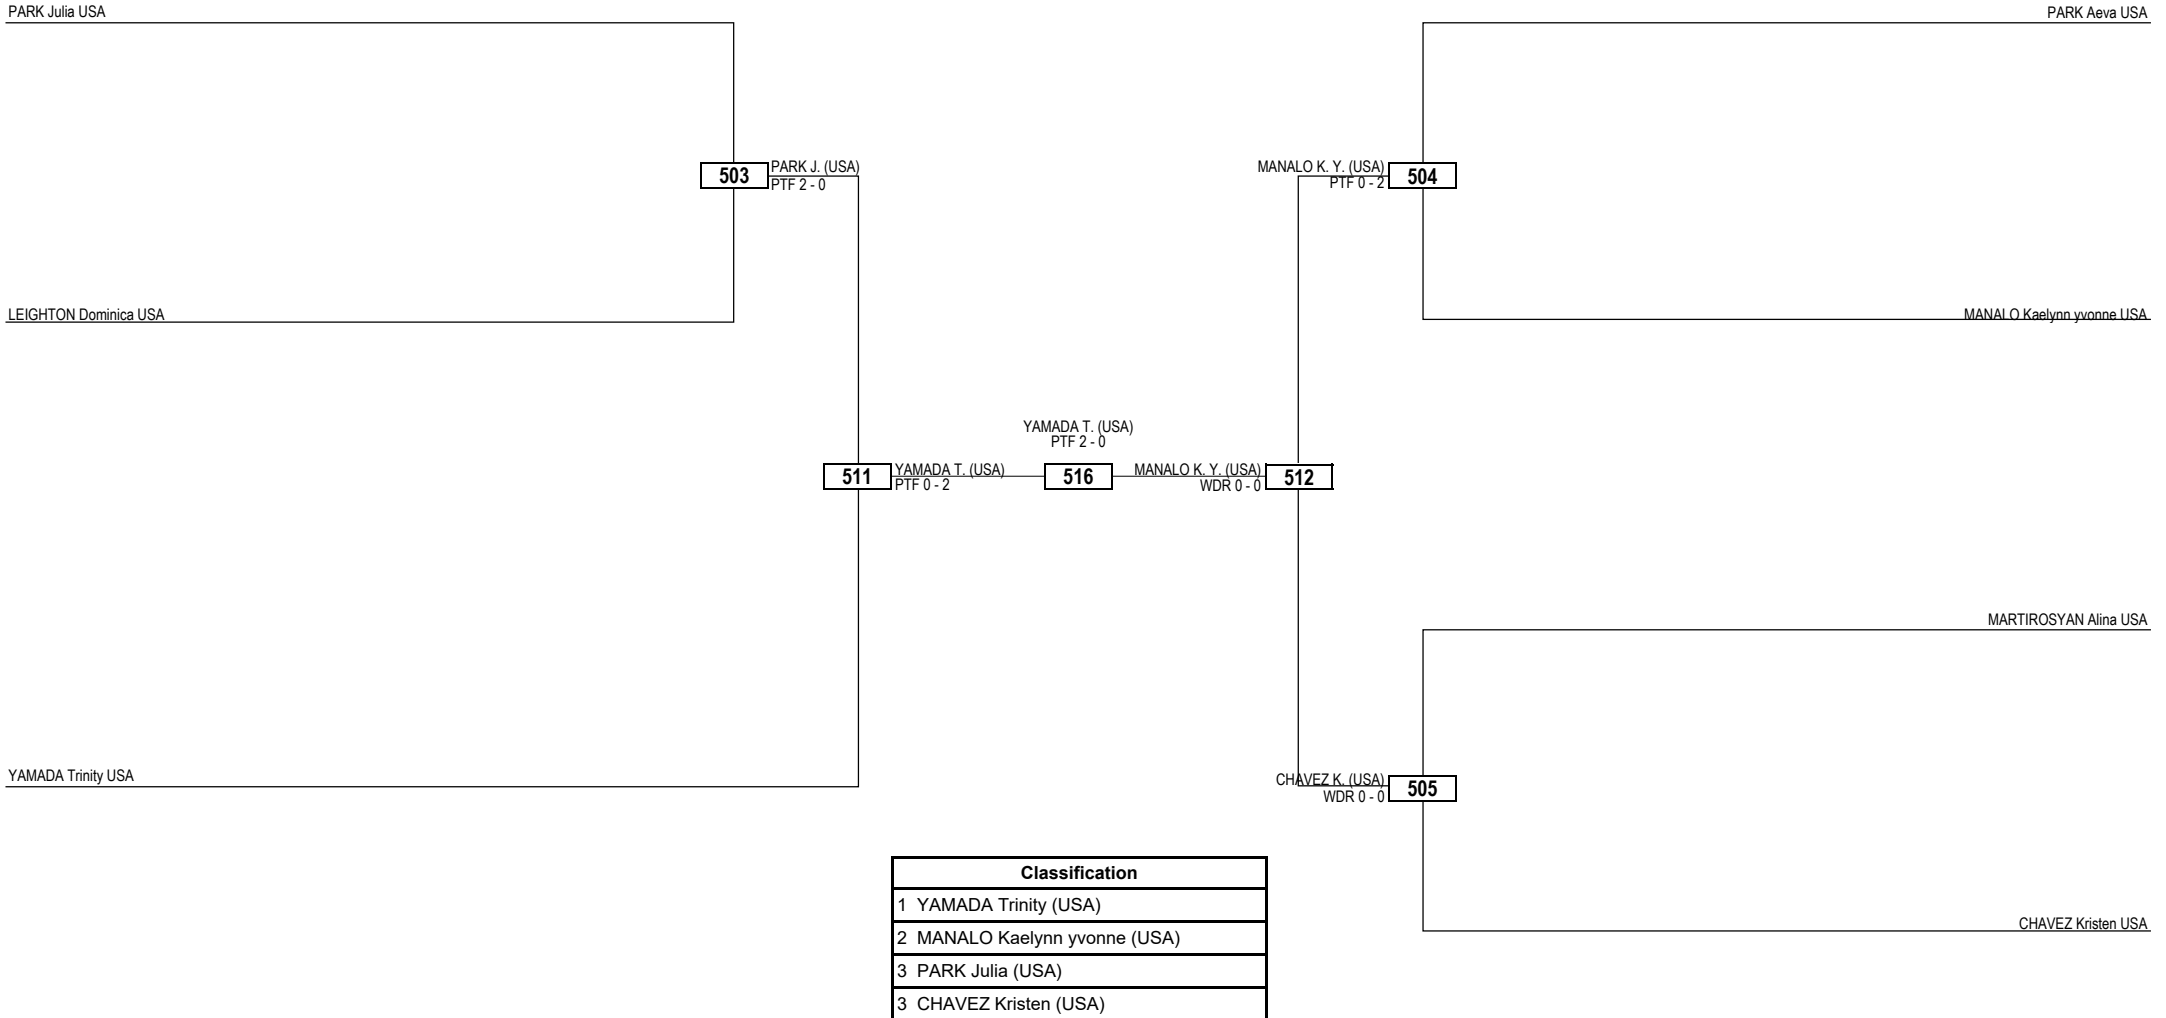 PARK Julia USA
PARK Aeva USA
503
PARK J. (USA)
PTF 2 - 0
MANALO K. Y. (USA)
PTF 0 - 2
504
LEIGHTON Dominica USA
MANALO Kaelynn yvonne USA
YAMADA T. (USA)
PTF 2 - 0
511
YAMADA T. (USA)
PTF 0 - 2
516
MANALO K. Y. (USA)
WDR 0 - 0
512
MARTIROSYAN Alina USA
YAMADA Trinity USA
CHAVEZ K. (USA)
WDR 0 - 0
505
CHAVEZ Kristen USA
Classification
1 YAMADA Trinity (USA)
2 MANALO Kaelynn yvonne (USA)
3 PARK Julia (USA)
3 CHAVEZ Kristen (USA)